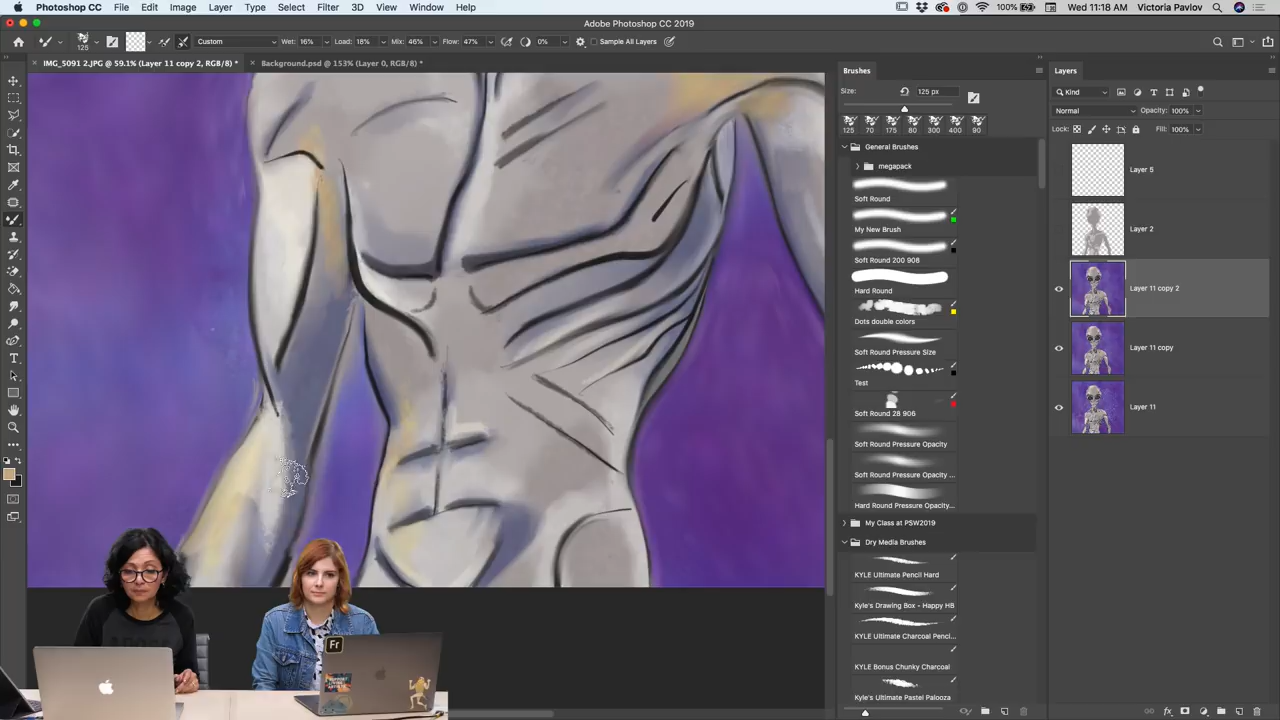 Photoshop CC File Edit Image Layer Type Select Filter 3D View Window Help 100% Wed 11:18 AM Victoria Pavlov
Adobe Photoshop CC 2019
125 Custom Wet: 16% Load: 18% Mix: 46% Flow: 47% 0% Sample All Layers
IMG_5091 2.JPG @ 59.1% (Layer 11 copy 2, RGB/8) * Background.psd @ 153% (Layer 0, RGB/8) *
Brushes
Size: 125 px
125 70 175 80 300 400 90
General Brushes
megapack
Soft Round
My New Brush
Soft Round 200 908
Hard Round
Dots double colors
Soft Round Pressure Size
Test
Soft Round 28 906
Soft Round Pressure Opacity
Soft Round Pressure Opacity ...
Hard Round Pressure Opacity...
My Class at PSW2019
Dry Media Brushes
KYLE Ultimate Pencil Hard
Kyle's Drawing Box - Happy HB
KYLE Ultimate Charcoal Penci...
KYLE Bonus Chunky Charcoal
Kyle's Ultimate Pastel Palooza
Layers
Kind
Normal Opacity: 100%
Lock: Fill: 100%
Layer 5
Layer 2
Layer 11 copy 2
Layer 11 copy
Layer 11
fx
Fr